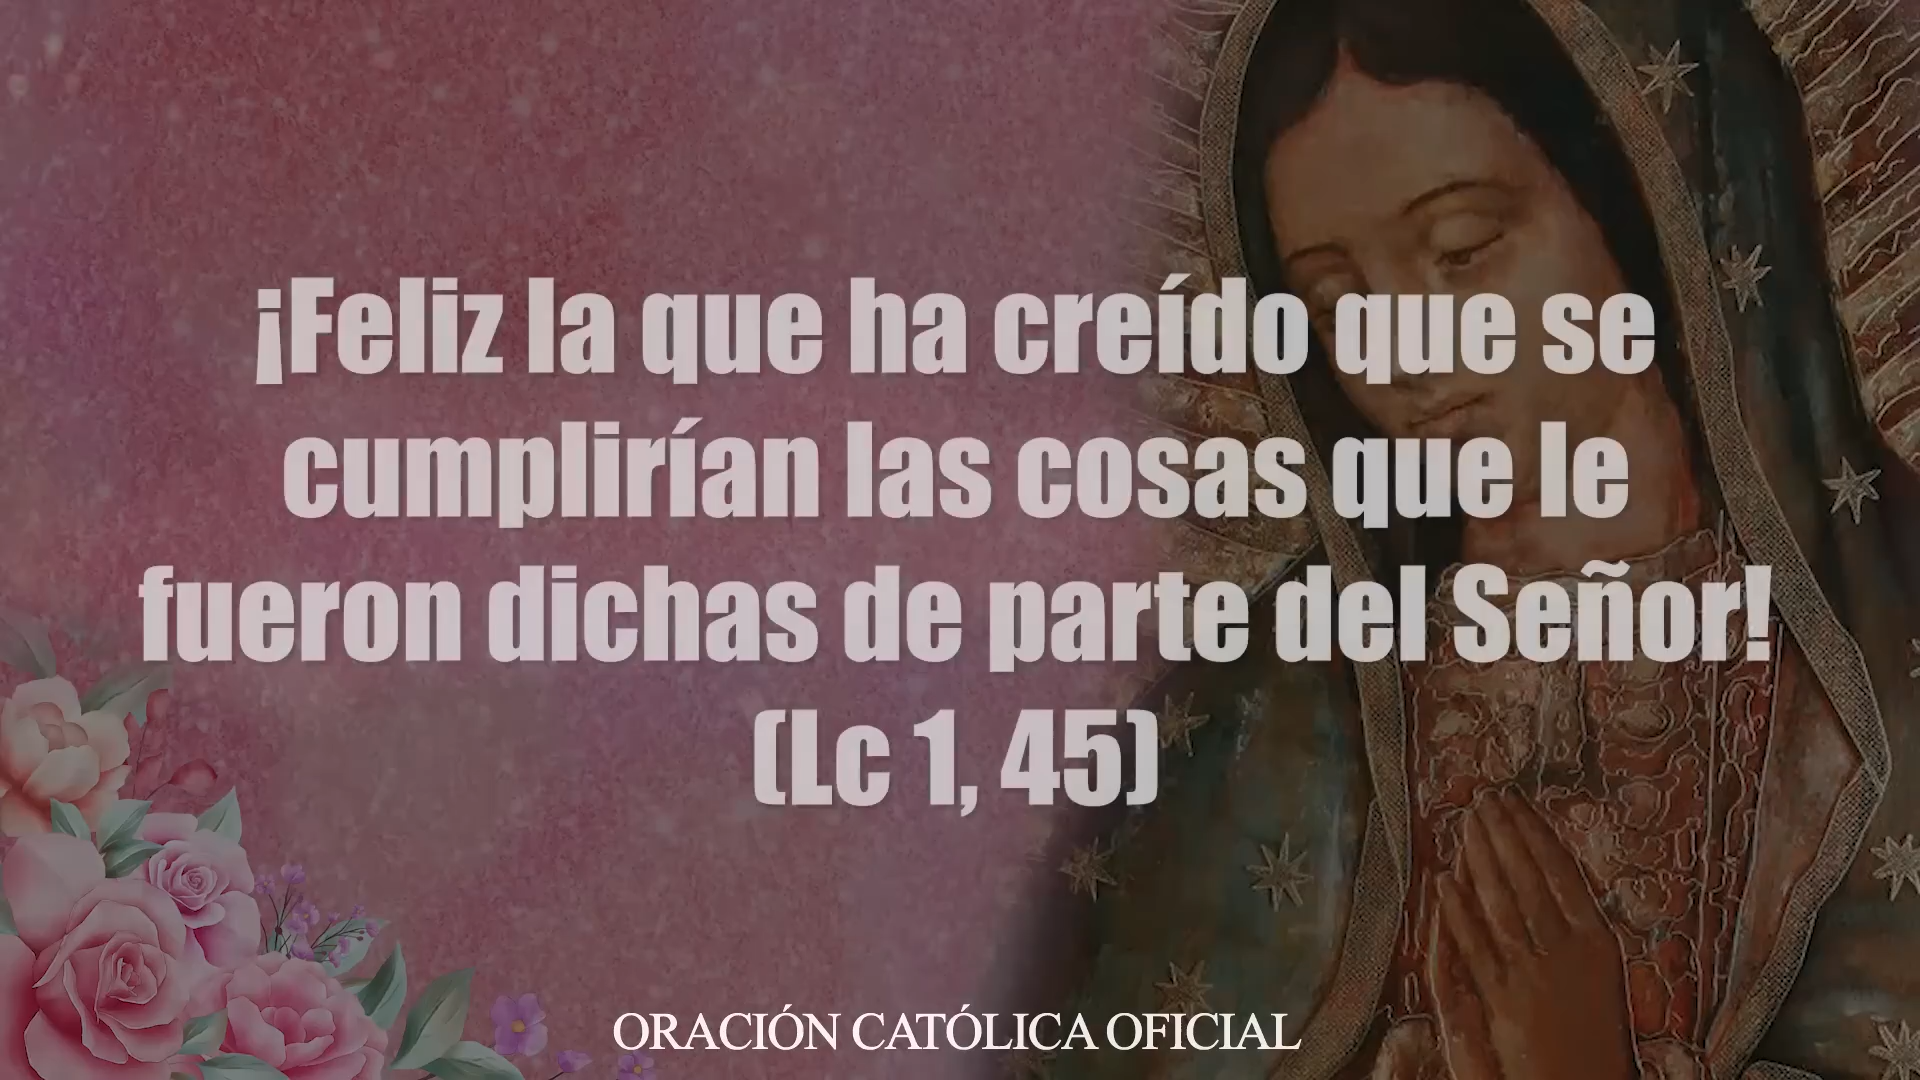 ¡Feliz la que ha creído que se
cumplirían las cosas que le
fueron dichas de parte del Señor!
(Lc 1, 45)
ORACIÓN CATÓLICA OFICIAL